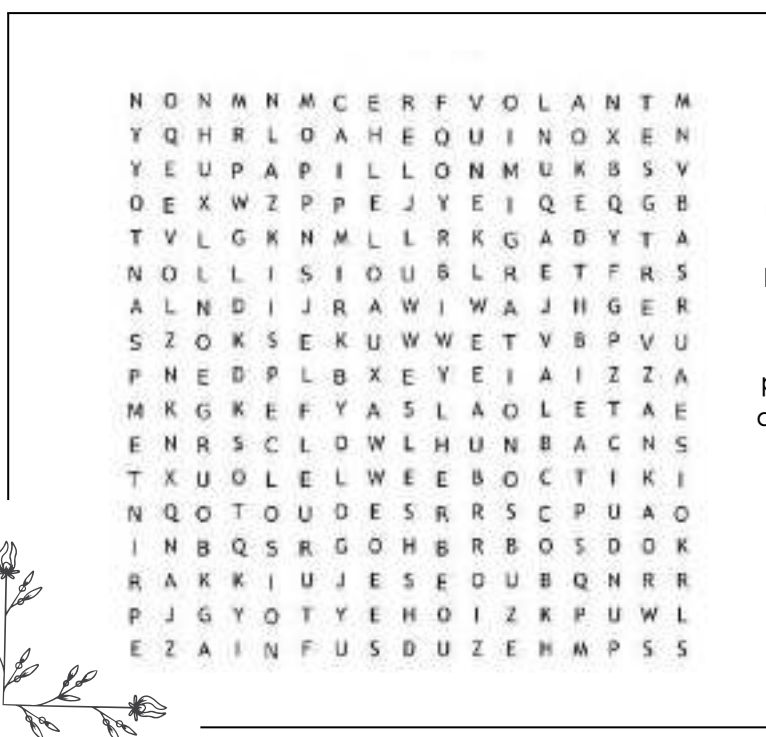 N O N M N M C E R F V O L A N T M
Y Q H R L O A H E Q U I N O X E N
Y E U P A P I L L O N M U K B S V
O E X W Z P P E J Y E I Q E Q G B
T V L G K N M L L R K G A D Y T A
N O L L I S I O U B L R E T F R S
A L N D I J R A W I W A J H G E R
S Z O K S E K U W W E T V B P V U
P N E D P L B X E Y E I A I Z Z A
M K G K E F Y A S L A O L E T A E
E N R S C L O W L H U N B A C N S
T X U O L E L W E E B O C T I K I
N Q O T O U D E S R R S C P U A O
I N B Q S R G O H B R B O S D O K
R A K K I U J E S E D U B Q N R R
P J G Y O T Y E H O I Z K P U W L
E Z A I N F U S D U Z E H M P S S